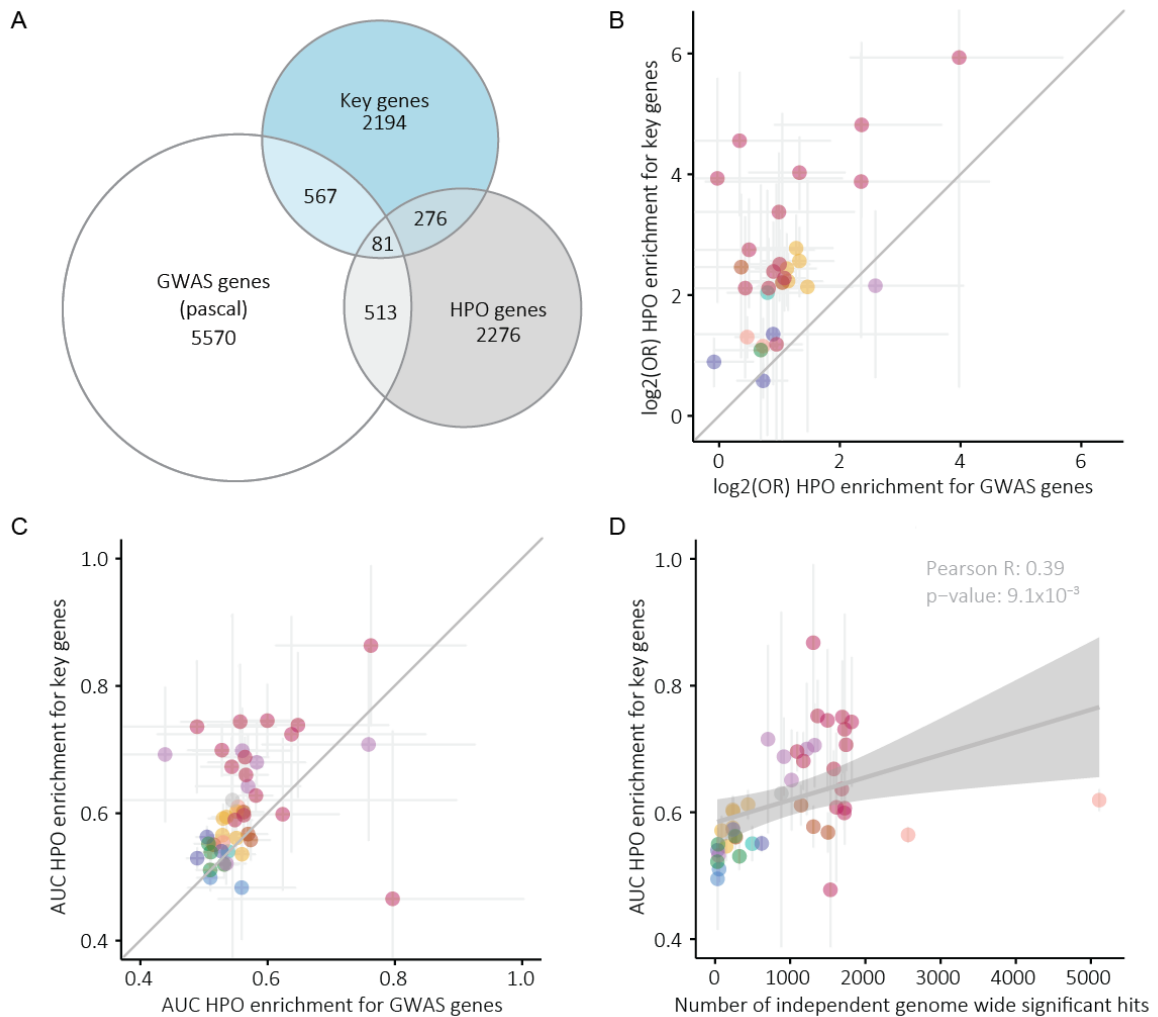 A
Key genes
2194
567
276
81
GWAS genes
(pascal)
5570
513
HPO genes
2276
B
log2(OR) HPO enrichment for key genes
6
4
2
0
0
2
4
6
log2(OR) HPO enrichment for GWAS genes
C
AUC HPO enrichment for key genes
1.0
0.8
0.6
0.4
0.4
0.6
0.8
1.0
AUC HPO enrichment for GWAS genes
D
AUC HPO enrichment for key genes
1.0
0.8
0.6
0.4
Pearson R: 0.39
p−value: 9.1x10⁻³
0
1000
2000
3000
4000
5000
Number of independent genome wide significant hits